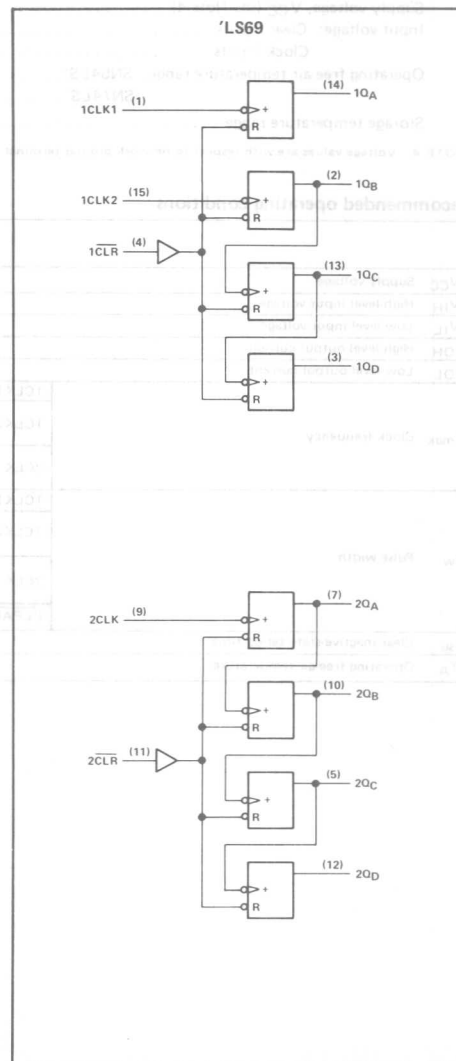 'LS69
1CLK1 (1)
+
R
(14) 1QA
1CLK2 (15)
+
R
(2) 1QB
1CLR (4)
+
R
(13) 1QC
+
R
(3) 1QD
2CLK (9)
+
R
(7) 2QA
+
R
(10) 2QB
2CLR (11)
+
R
(5) 2QC
+
R
(12) 2QD